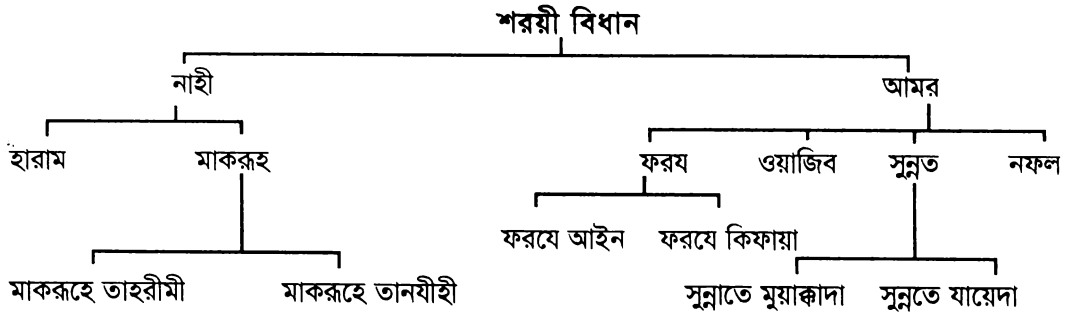 শরয়ী বিধান
নাহী আমর
হারাম মাকরূহ ফরয ওয়াজিব সুন্নত নফল
ফরযে আইন ফরযে কিফায়া
মাকরূহে তাহরীমী মাকরূহে তানযীহী সুন্নাতে মুয়াক্কাদা সুন্নতে যায়েদা